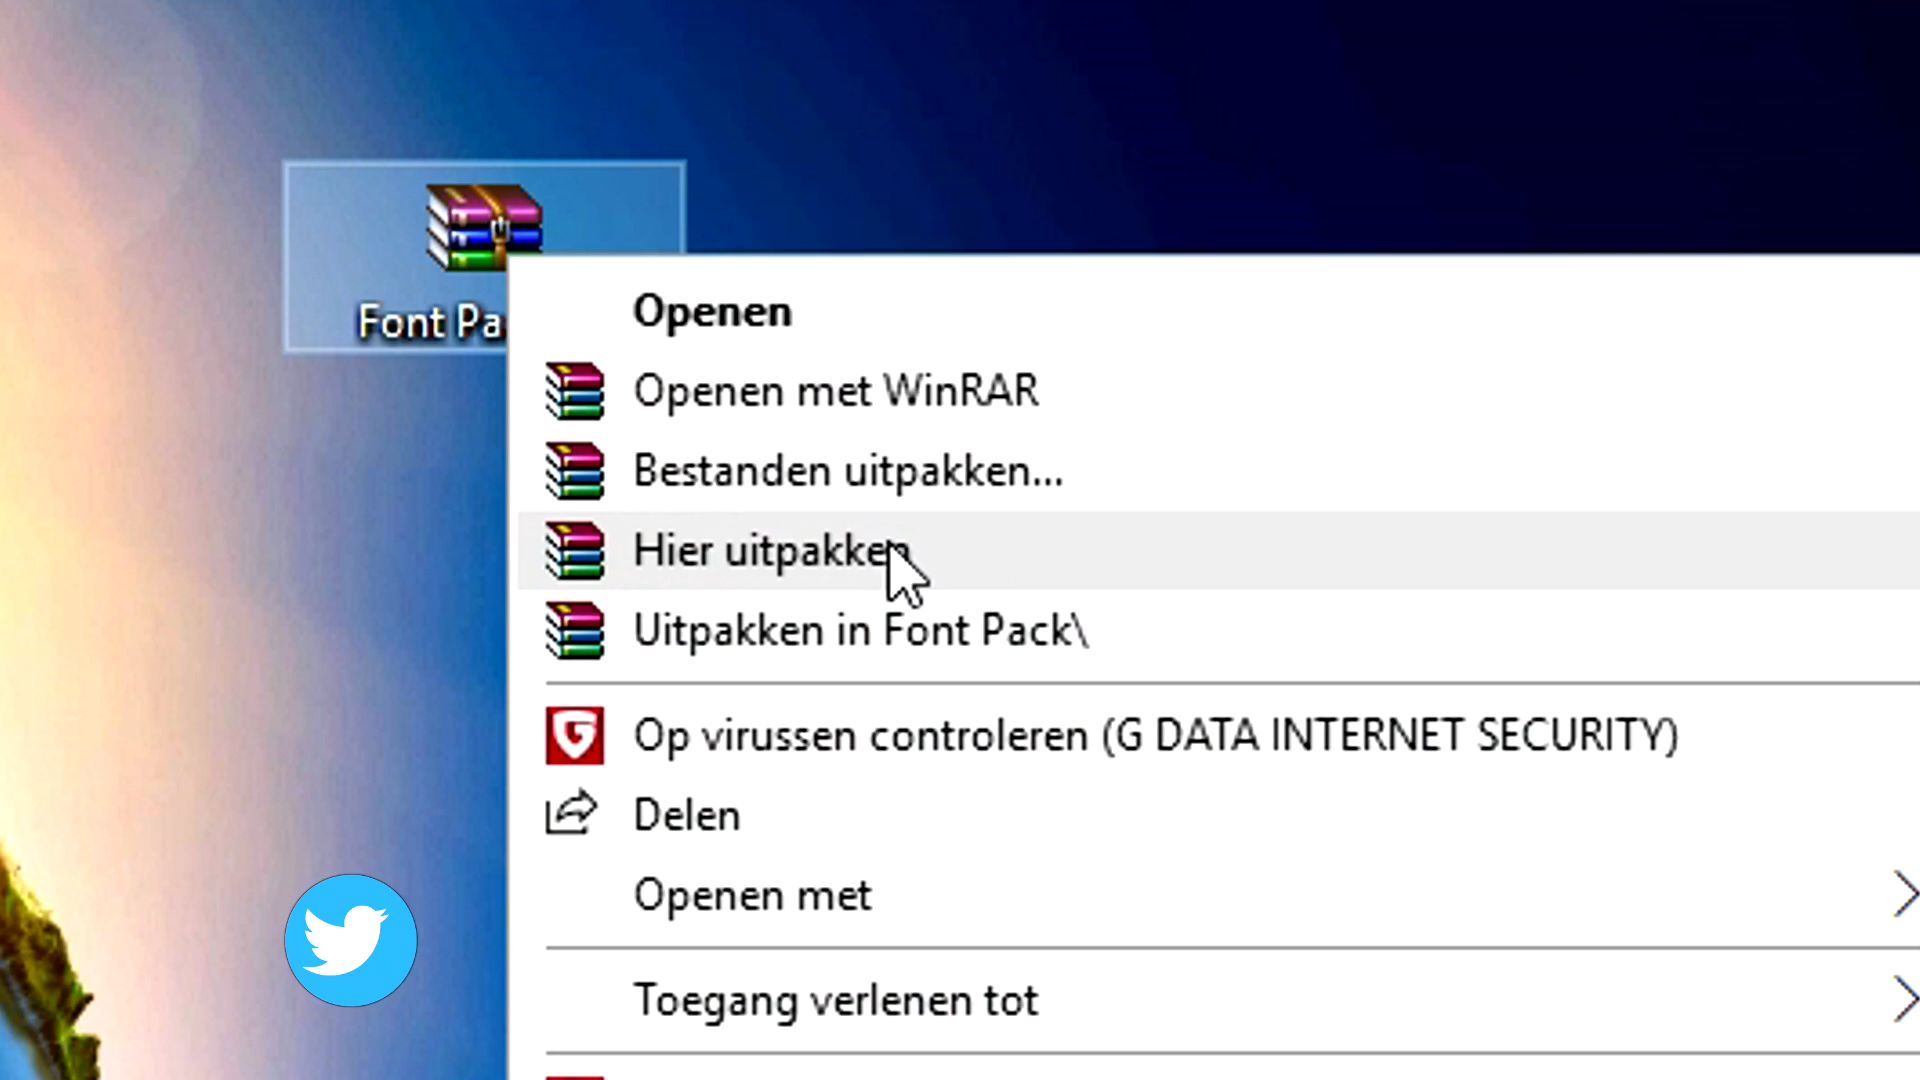 Font Pa
Openen
Openen met WinRAR
Bestanden uitpakken...
Hier uitpakken
Uitpakken in Font Pack\
Op virussen controleren (G DATA INTERNET SECURITY)
Delen
Openen met
Toegang verlenen tot